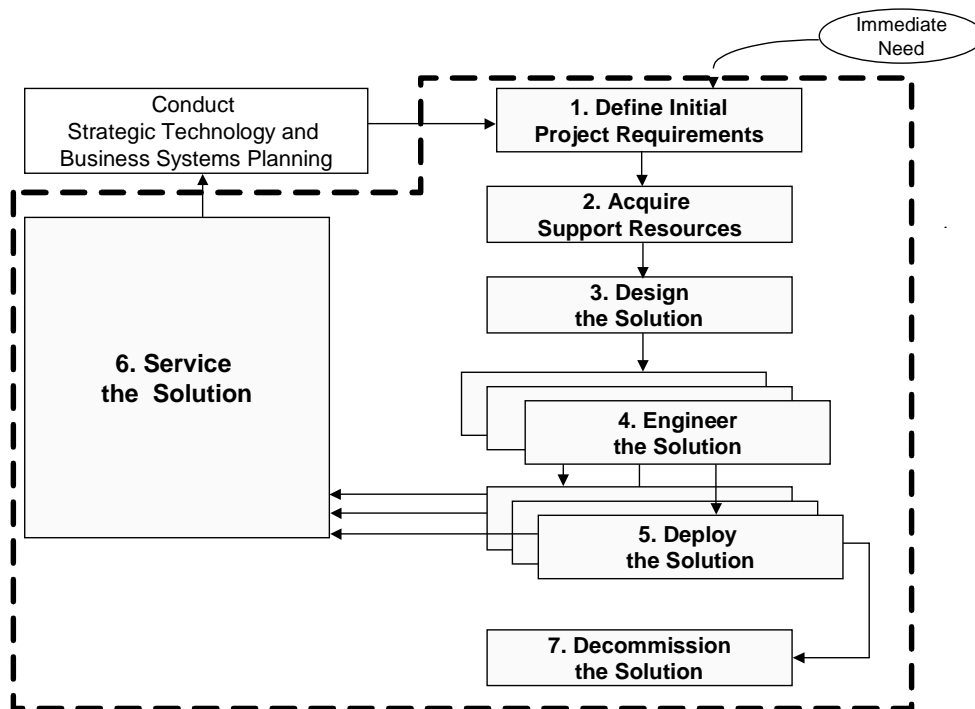 Immediate
Need
Conduct
Strategic Technology and
Business Systems Planning
1. Define Initial
Project Requirements
2. Acquire
Support Resources
3. Design
the Solution
6. Service
the Solution
4. Engineer
the Solution
5. Deploy
the Solution
7. Decommission
the Solution